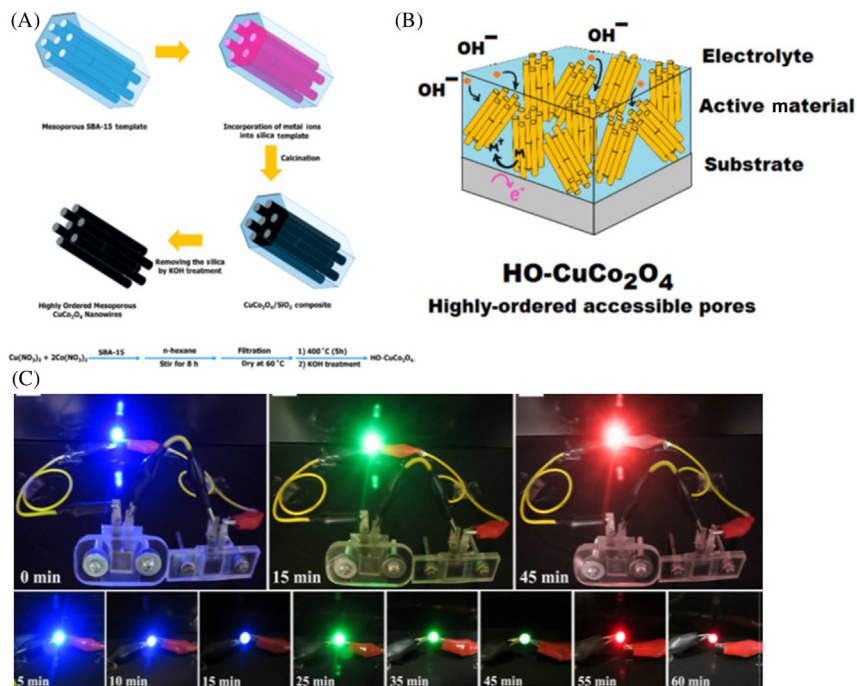 (A)
Mesoporous SBA-15 template
Incorporation of metal ions
into silica
template
Calcination
Removing the silica
by KOH treatment
Highly Ordered Mesoporous
CuCo₂O₄ Nanowires
CuCo₂O₄/SiO₂ composite
Cu(NO₃)₂ + 2Co(NO₃)₂
SBA-15
n-hexane
Stir for 8 h
Filtration
Dry at 60˚C
1) 400˚C (5h)
2) KOH treatment
HO-CuCo₂O₄
(B)
OH⁻
OH⁻
OH⁻
Electrolyte
Active material
Substrate
M⁺
M
e⁻
HO-CuCo₂O₄
Highly-ordered accessible pores
(C)
0 min
15 min
45 min
5 min
10 min
15 min
25 min
35 min
45 min
55 min
60 min